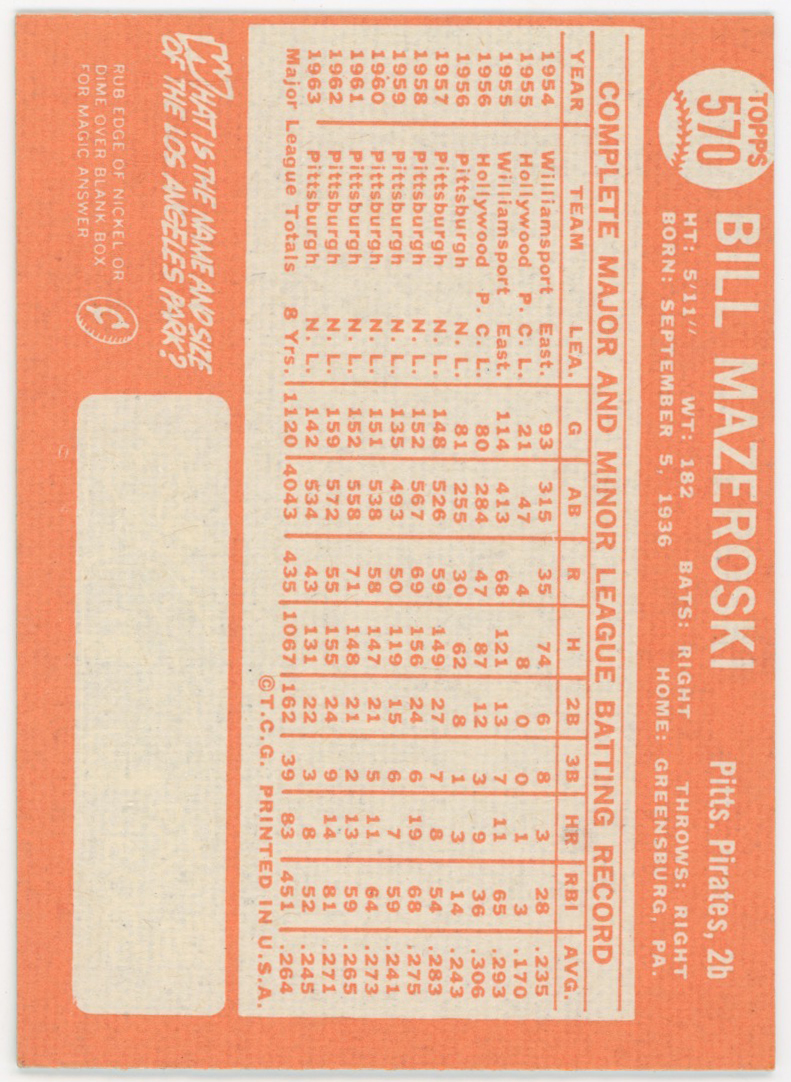 TOPPS
570
BILL MAZEROSKI Pitts. Pirates, 2b
HT: 5'11" WT: 182 BATS: RIGHT THROWS: RIGHT
BORN: SEPTEMBER 5, 1936 HOME: GREENSBURG, PA.
COMPLETE MAJOR AND MINOR LEAGUE BATTING RECORD
YEAR TEAM LEA. G AB R H 2B 3B HR RBI AVG.
1954 Williamsport East. 93 315 35 74 6 8 3 28 .235
1955 Hollywood P. C. L. 21 47 4 8 0 0 1 3 .170
1955 Williamsport East. 114 413 68 121 13 7 11 65 .293
1956 Hollywood P. C. L. 80 284 47 87 12 3 9 36 .306
1956 Pittsburgh N. L. 81 255 30 62 8 1 3 14 .243
1957 Pittsburgh N. L. 148 526 59 149 27 7 8 54 .283
1958 Pittsburgh N. L. 152 567 69 156 24 6 19 68 .275
1959 Pittsburgh N. L. 135 493 50 119 15 6 7 59 .241
1960 Pittsburgh N. L. 151 538 58 147 21 5 11 64 .273
1961 Pittsburgh N. L. 152 558 71 148 21 2 13 59 .265
1962 Pittsburgh N. L. 159 572 55 155 24 9 14 81 .271
1963 Pittsburgh N. L. 142 534 43 131 22 3 8 52 .245
Major League Totals 8 Yrs. 1120 4043 435 1067 162 39 83 451 .264
©T.C.G. PRINTED IN U.S.A.
WHAT IS THE NAME AND SIZE
OF THE LOS ANGELES PARK?
RUB EDGE OF NICKEL OR
DIME OVER BLANK BOX
FOR MAGIC ANSWER